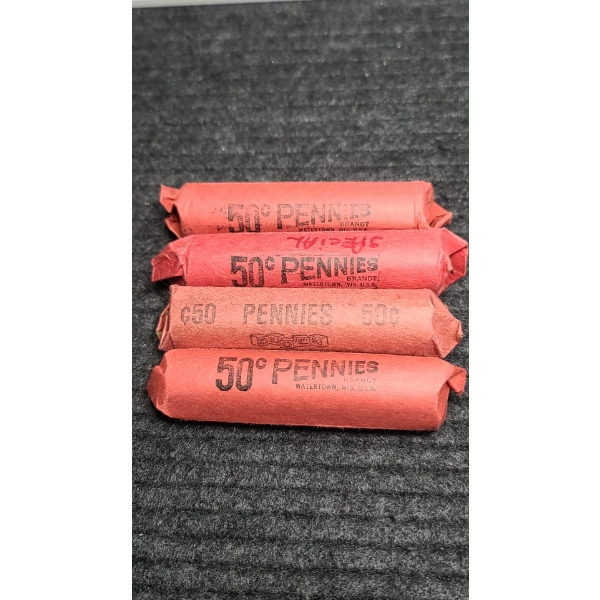 50¢ PENNIES
BRANDT
WATERTOWN, WIS. U.S.A.
SPECIAL
50¢ PENNIES
BRANDT
WATERTOWN, WIS. U.S.A.
¢50 PENNIES 50¢
50¢ PENNIES
BRANDT
WATERTOWN, WIS. U.S.A.